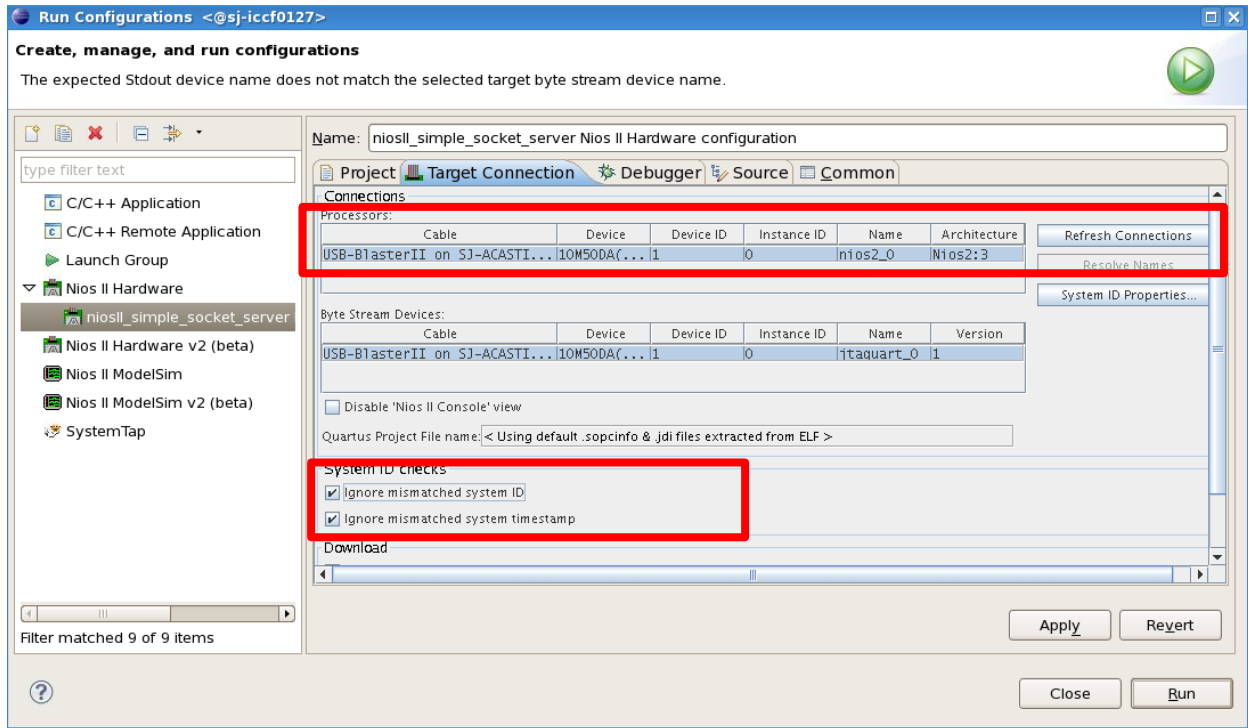 Run Configurations <@sj-iccf0127>
Create, manage, and run configurations
The expected Stdout device name does not match the selected target byte stream device name.
type filter text
C/C++ Application
C/C++ Remote Application
Launch Group
Nios II Hardware
niosII_simple_socket_server
Nios II Hardware v2 (beta)
Nios II ModelSim
Nios II ModelSim v2 (beta)
SystemTap
Filter matched 9 of 9 items
Name: niosII_simple_socket_server Nios II Hardware configuration
Project Target Connection Debugger Source Common
Connections
Processors:
Cable Device Device ID Instance ID Name Architecture
USB-BlasterII on SJ-ACASTI... 10M50DA(... 1 0 nios2_0 Nios2:3
Refresh Connections
Resolve Names
System ID Properties...
Byte Stream Devices:
Cable Device Device ID Instance ID Name Version
USB-BlasterII on SJ-ACASTI... 10M50DA(... 1 0 jtaguart_0 1
Disable 'Nios II Console' view
Quartus Project File name: < Using default .sopcinfo & .jdi files extracted from ELF >
System ID checks
Ignore mismatched system ID
Ignore mismatched system timestamp
Download
Apply Revert
Close Run